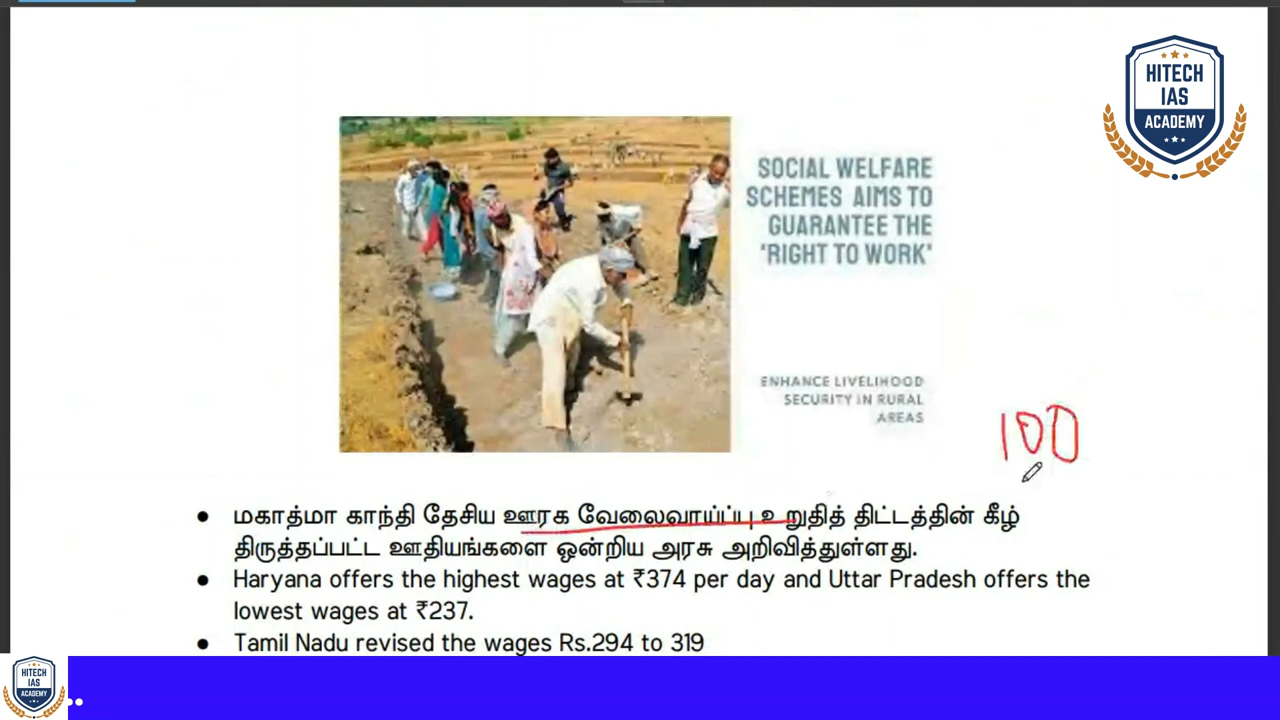 HITECH
IAS
ACADEMY
SOCIAL WELFARE
SCHEMES AIMS TO
GUARANTEE THE
'RIGHT TO WORK'
ENHANCE LIVELIHOOD
SECURITY IN RURAL
AREAS
100
● மகாத்மா காந்தி தேசிய ஊரக வேலைவாய்ப்பு உறுதித் திட்டத்தின் கீழ்
திருத்தப்பட்ட ஊதியங்களை ஒன்றிய அரசு அறிவித்துள்ளது.
● Haryana offers the highest wages at ₹374 per day and Uttar Pradesh offers the
lowest wages at ₹237.
● Tamil Nadu revised the wages Rs.294 to 319
HITECH
IAS
ACADEMY